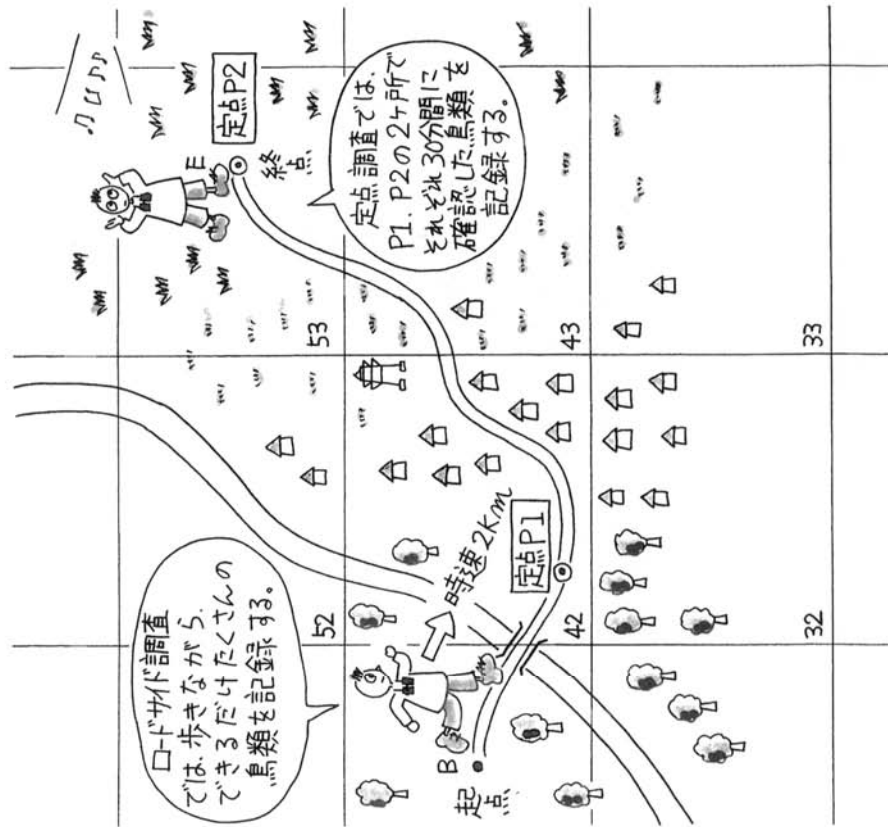 ロードサイド調査
では、歩きながら、
できるだけたくさんの
鳥類を記録する。
B
起点
時速2Km
定点P1
定点調査では、
P1、P2の2ヶ所で
それぞれ30分間に
確認した鳥類を
記録する。
E
終点
定点P2
52
53
42
43
32
33